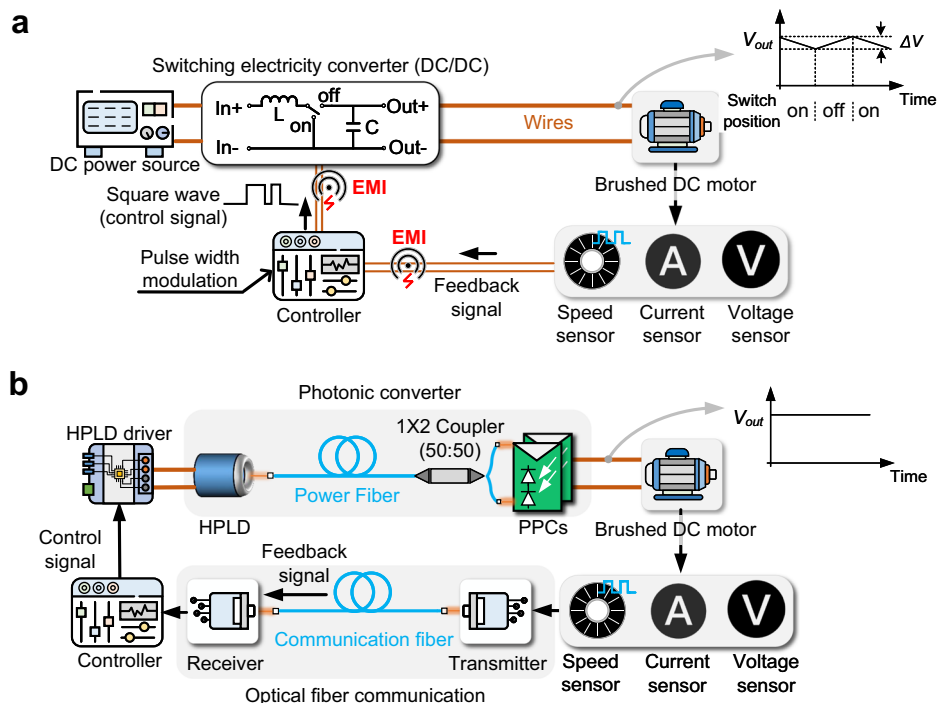 a
Switching electricity converter (DC/DC)
In+
L
off
on
C
Out+
In-
Out-
DC power source
Wires
Brushed DC motor
Vout
ΔV
Time
Switch
position
on
off
on
Square wave
(control signal)
EMI
EMI
Pulse width
modulation
Controller
Feedback
signal
A
V
Speed
sensor
Current
sensor
Voltage
sensor
b
Photonic converter
HPLD driver
1X2 Coupler
(50:50)
Power Fiber
HPLD
PPCs
Brushed DC motor
Vout
Time
Control
signal
Feedback
signal
Communication fiber
Controller
Receiver
Transmitter
Optical fiber communication
A
V
Speed
sensor
Current
sensor
Voltage
sensor